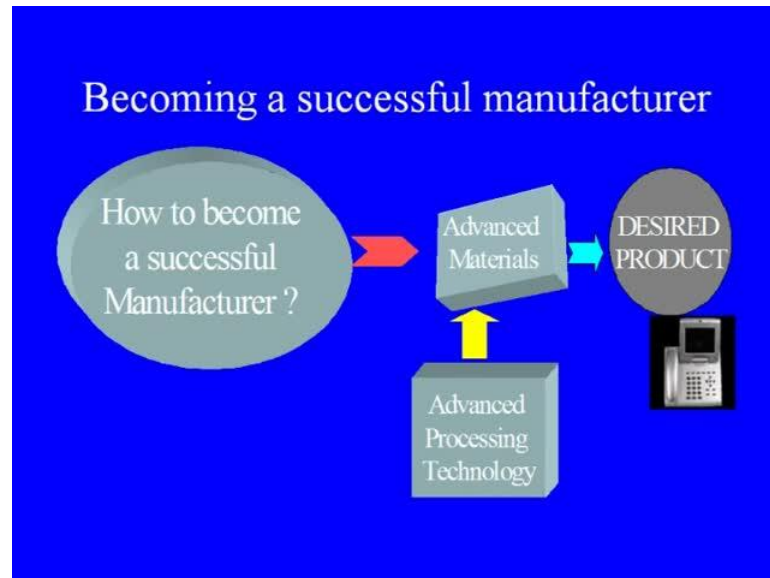 Becoming a successful manufacturer
How to become
a successful
Manufacturer ?
Advanced
Materials
DESIRED
PRODUCT
Advanced
Processing
Technology